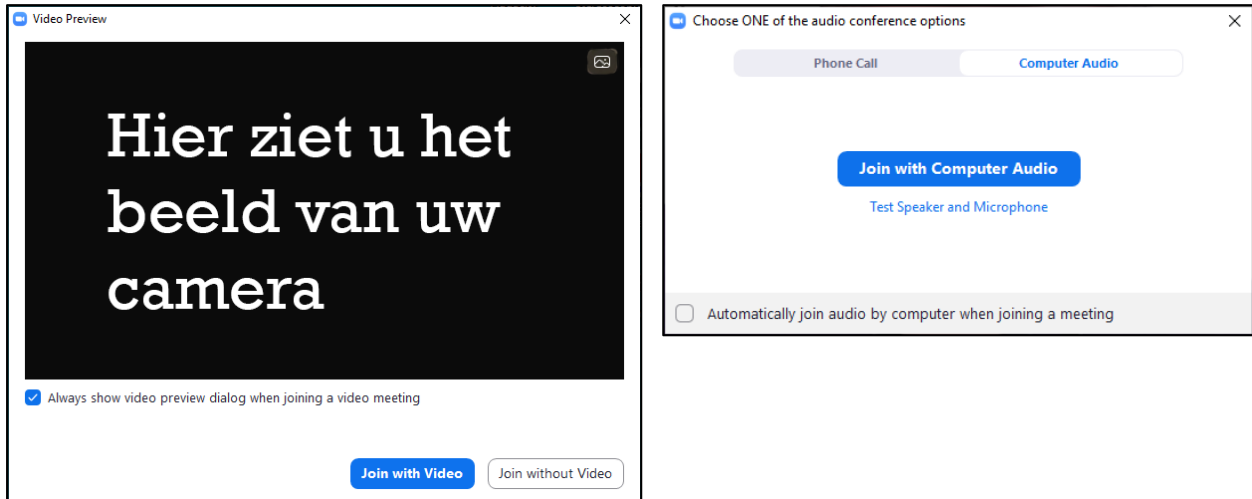 Video Preview
Hier ziet u het
beeld van uw
camera
Always show video preview dialog when joining a video meeting
Join with Video
Join without Video
Choose ONE of the audio conference options
Phone Call
Computer Audio
Join with Computer Audio
Test Speaker and Microphone
Automatically join audio by computer when joining a meeting